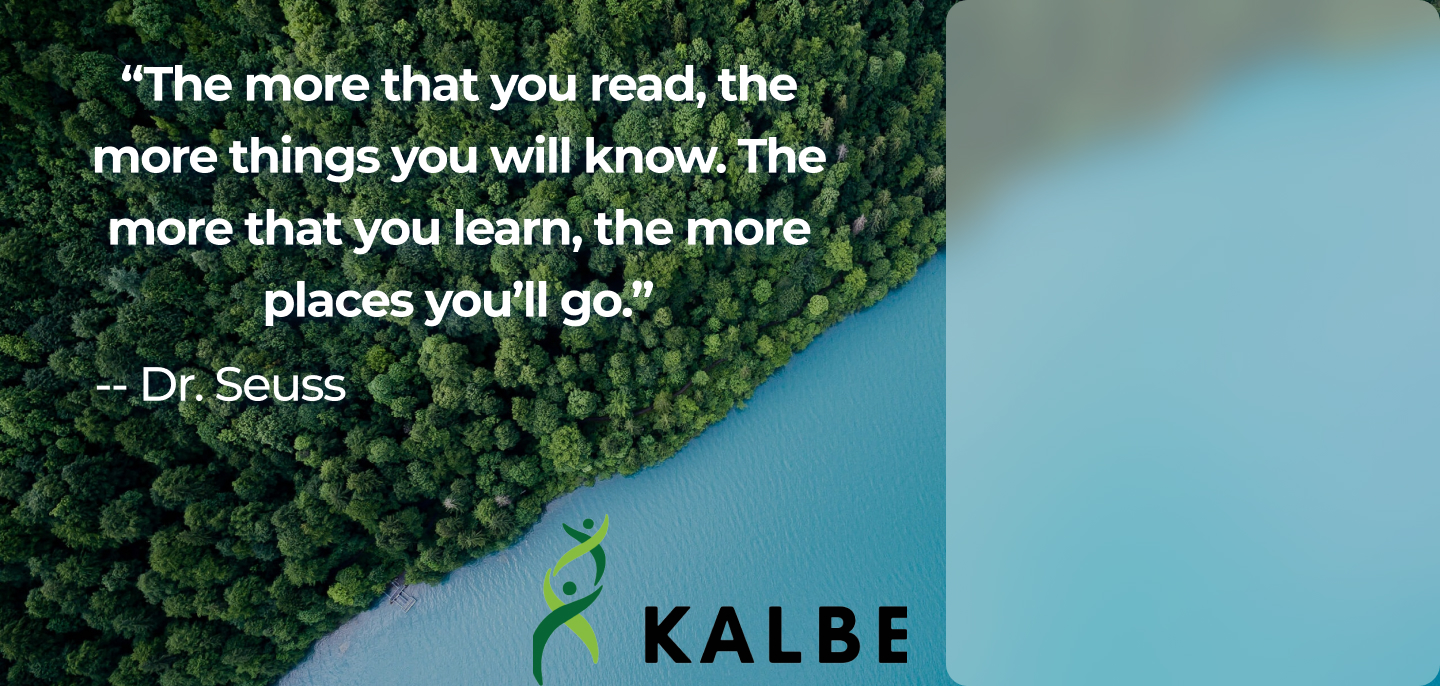 “The more that you read, the
more things you will know. The
more that you learn, the more
places you’ll go.”
-- Dr. Seuss
KALBE